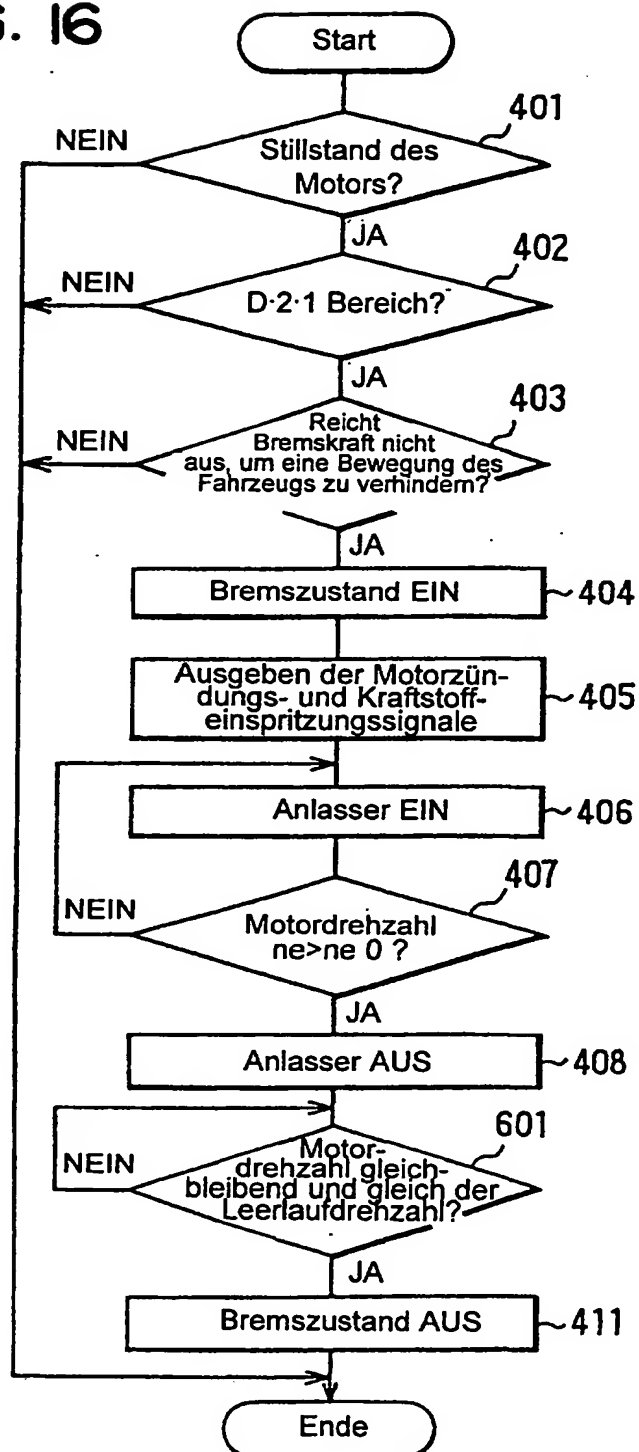 G. 16
Start
401
NEIN
Stillstand des
Motors?
JA
402
NEIN
D·2·1 Bereich?
JA
403
NEIN
Reicht
Bremskraft nicht
aus, um eine Bewegung des
Fahrzeugs zu verhindern?
JA
Bremszustand EIN
404
Ausgeben der Motorzün-
dungs- und Kraftstoff-
einspritzungssignale
405
Anlasser EIN
406
407
NEIN
Motordrehzahl
ne>ne 0 ?
JA
Anlasser AUS
408
601
NEIN
Motor-
drehzahl gleich-
bleibend und gleich der
Leerlaufdrehzahl?
JA
Bremszustand AUS
411
Ende